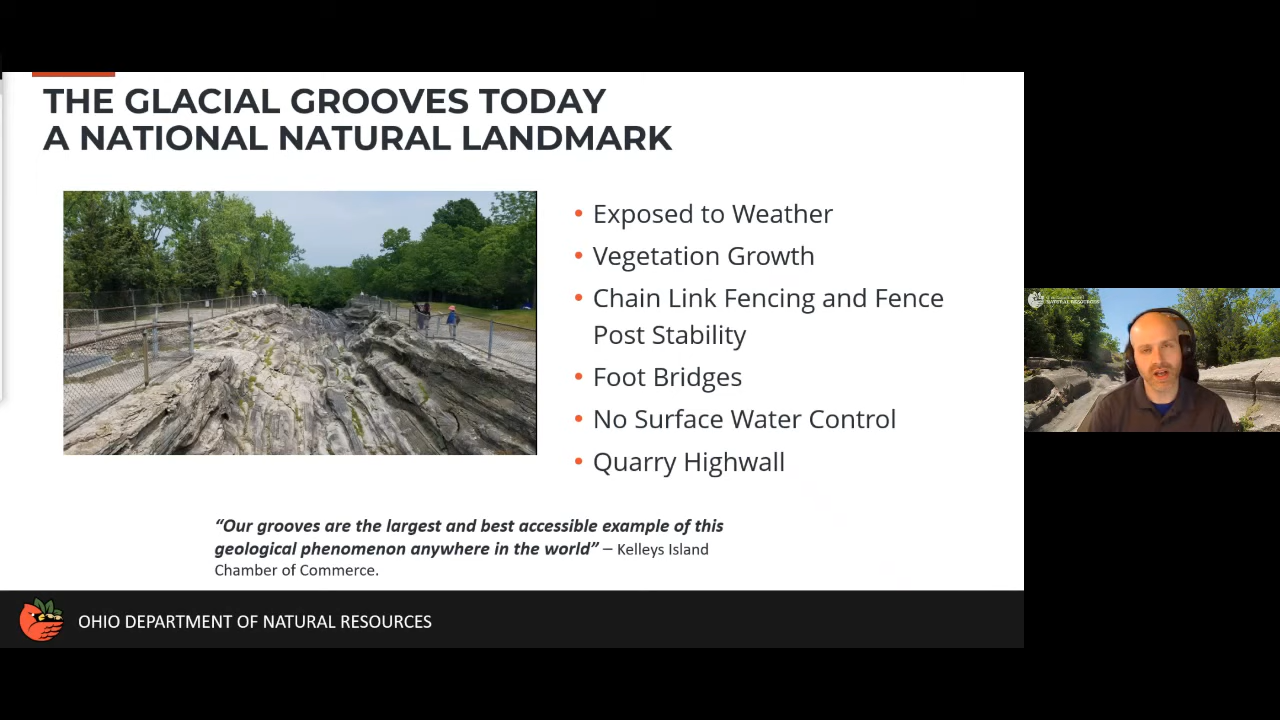 THE GLACIAL GROOVES TODAY
A NATIONAL NATURAL LANDMARK
• Exposed to Weather
• Vegetation Growth
• Chain Link Fencing and Fence
Post Stability
• Foot Bridges
• No Surface Water Control
• Quarry Highwall
“Our grooves are the largest and best accessible example of this
geological phenomenon anywhere in the world” – Kelleys Island
Chamber of Commerce.
OHIO DEPARTMENT OF NATURAL RESOURCES
NATURAL RESOURCES